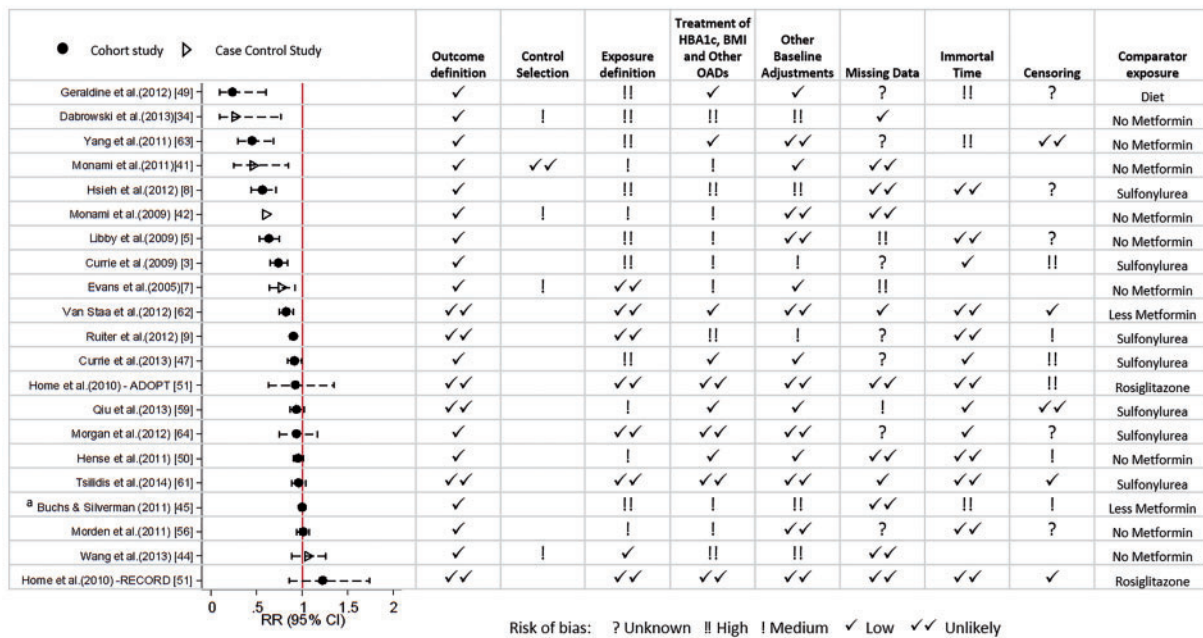 ● Cohort study ▷ Case Control Study
Outcome definition Control Selection Exposure definition Treatment of HBA1c, BMI and Other OADs Other Baseline Adjustments Missing Data Immortal Time Censoring Comparator exposure
Geraldine et al.(2012) [49] ✓ !! ✓ ✓ ? !! ? Diet
Dabrowski et al.(2013)[34] ✓ ! !! !! !! ✓ No Metformin
Yang et al.(2011) [63] ✓ !! ✓ ✓✓ ? !! ✓✓ No Metformin
Monami et al.(2011)[41] ✓ ✓✓ ! ! ✓ ✓✓ No Metformin
Hsieh et al.(2012) [8] ✓ !! !! !! ✓✓ ✓✓ ? Sulfonylurea
Monami et al.(2009) [42] ✓ ! ! ! ✓✓ ✓✓ No Metformin
Libby et al.(2009) [5] ✓ !! ! ✓✓ !! ✓✓ ? No Metformin
Currie et al.(2009) [3] ✓ !! ! ! ? ✓ !! Sulfonylurea
Evans et al.(2005)[7] ✓ ! ✓✓ ! ✓ !! No Metformin
Van Staa et al.(2012) [62] ✓✓ ✓✓ ✓ ✓✓ ✓ ✓✓ ✓ Less Metformin
Ruiter et al.(2012) [9] ✓✓ ✓✓ !! ! ? ✓✓ ! Sulfonylurea
Currie et al.(2013) [47] ✓ !! ✓ ✓ ? ✓ !! Sulfonylurea
Home et al.(2010) - ADOPT [51] ✓✓ ✓✓ ✓✓ ✓✓ ✓✓ ✓✓ !! Rosiglitazone
Qiu et al.(2013) [59] ✓✓ ! ✓ ✓ ! ✓ ✓✓ Sulfonylurea
Morgan et al.(2012) [64] ✓ ✓✓ ✓✓ ✓✓ ? ✓ ? Sulfonylurea
Hense et al.(2011) [50] ✓ ! ✓ ✓ ✓✓ ✓✓ ! No Metformin
Tsilidis et al.(2014) [61] ✓✓ ✓✓ ✓✓ ✓✓ ✓ ✓✓ ✓ Sulfonylurea
a Buchs & Silverman (2011) [45] ✓ !! ! !! ✓✓ !! ! Less Metformin
Morden et al.(2011) [56] ✓ ! ! ✓✓ ? ✓✓ ? No Metformin
Wang et al.(2013) [44] ✓ ! ✓ !! !! ✓✓ No Metformin
Home et al.(2010) -RECORD [51] ✓✓ ✓✓ ✓✓ ✓✓ ✓✓ ✓✓ ✓ Rosiglitazone
0 .5 1 1.5 2
RR (95% CI)
Risk of bias: ? Unknown !! High ! Medium ✓ Low ✓✓ Unlikely